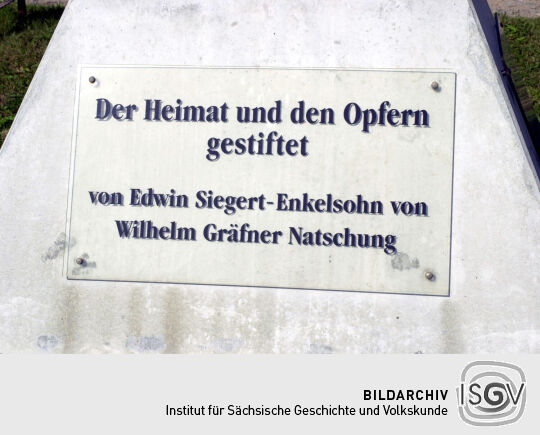 Der Heimat und den Opfern
gestiftet
von Edwin Siegert-Enkelsohn von
Wilhelm Gräfner Natschung
BILDARCHIV
Institut für Sächsische Geschichte und Volkskunde
ISGV